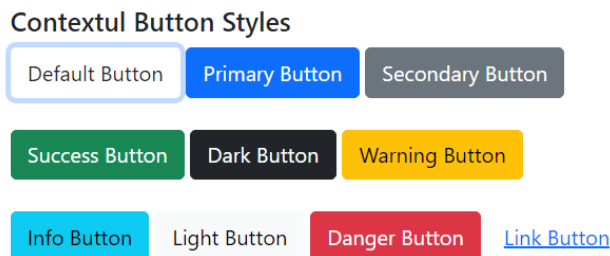 Contextul Button Styles
Default Button Primary Button Secondary Button
Success Button Dark Button Warning Button
Info Button Light Button Danger Button Link Button